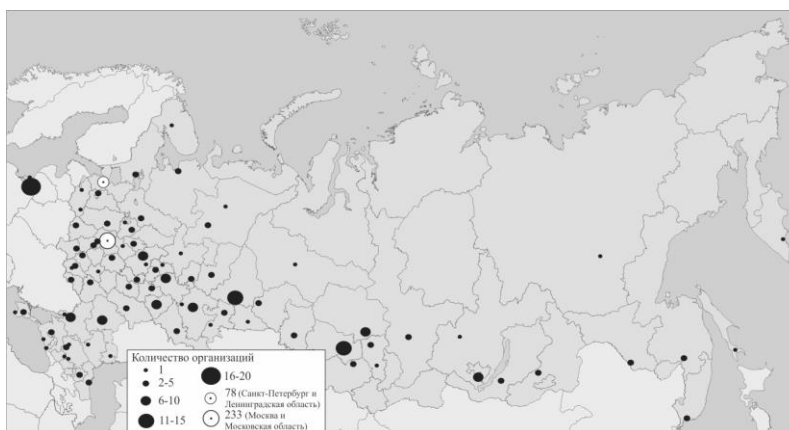 Количество организаций
1
2-5
6-10
11-15
16-20
78 (Санкт-Петербург и
Ленинградская область)
233 (Москва и
Московская область)